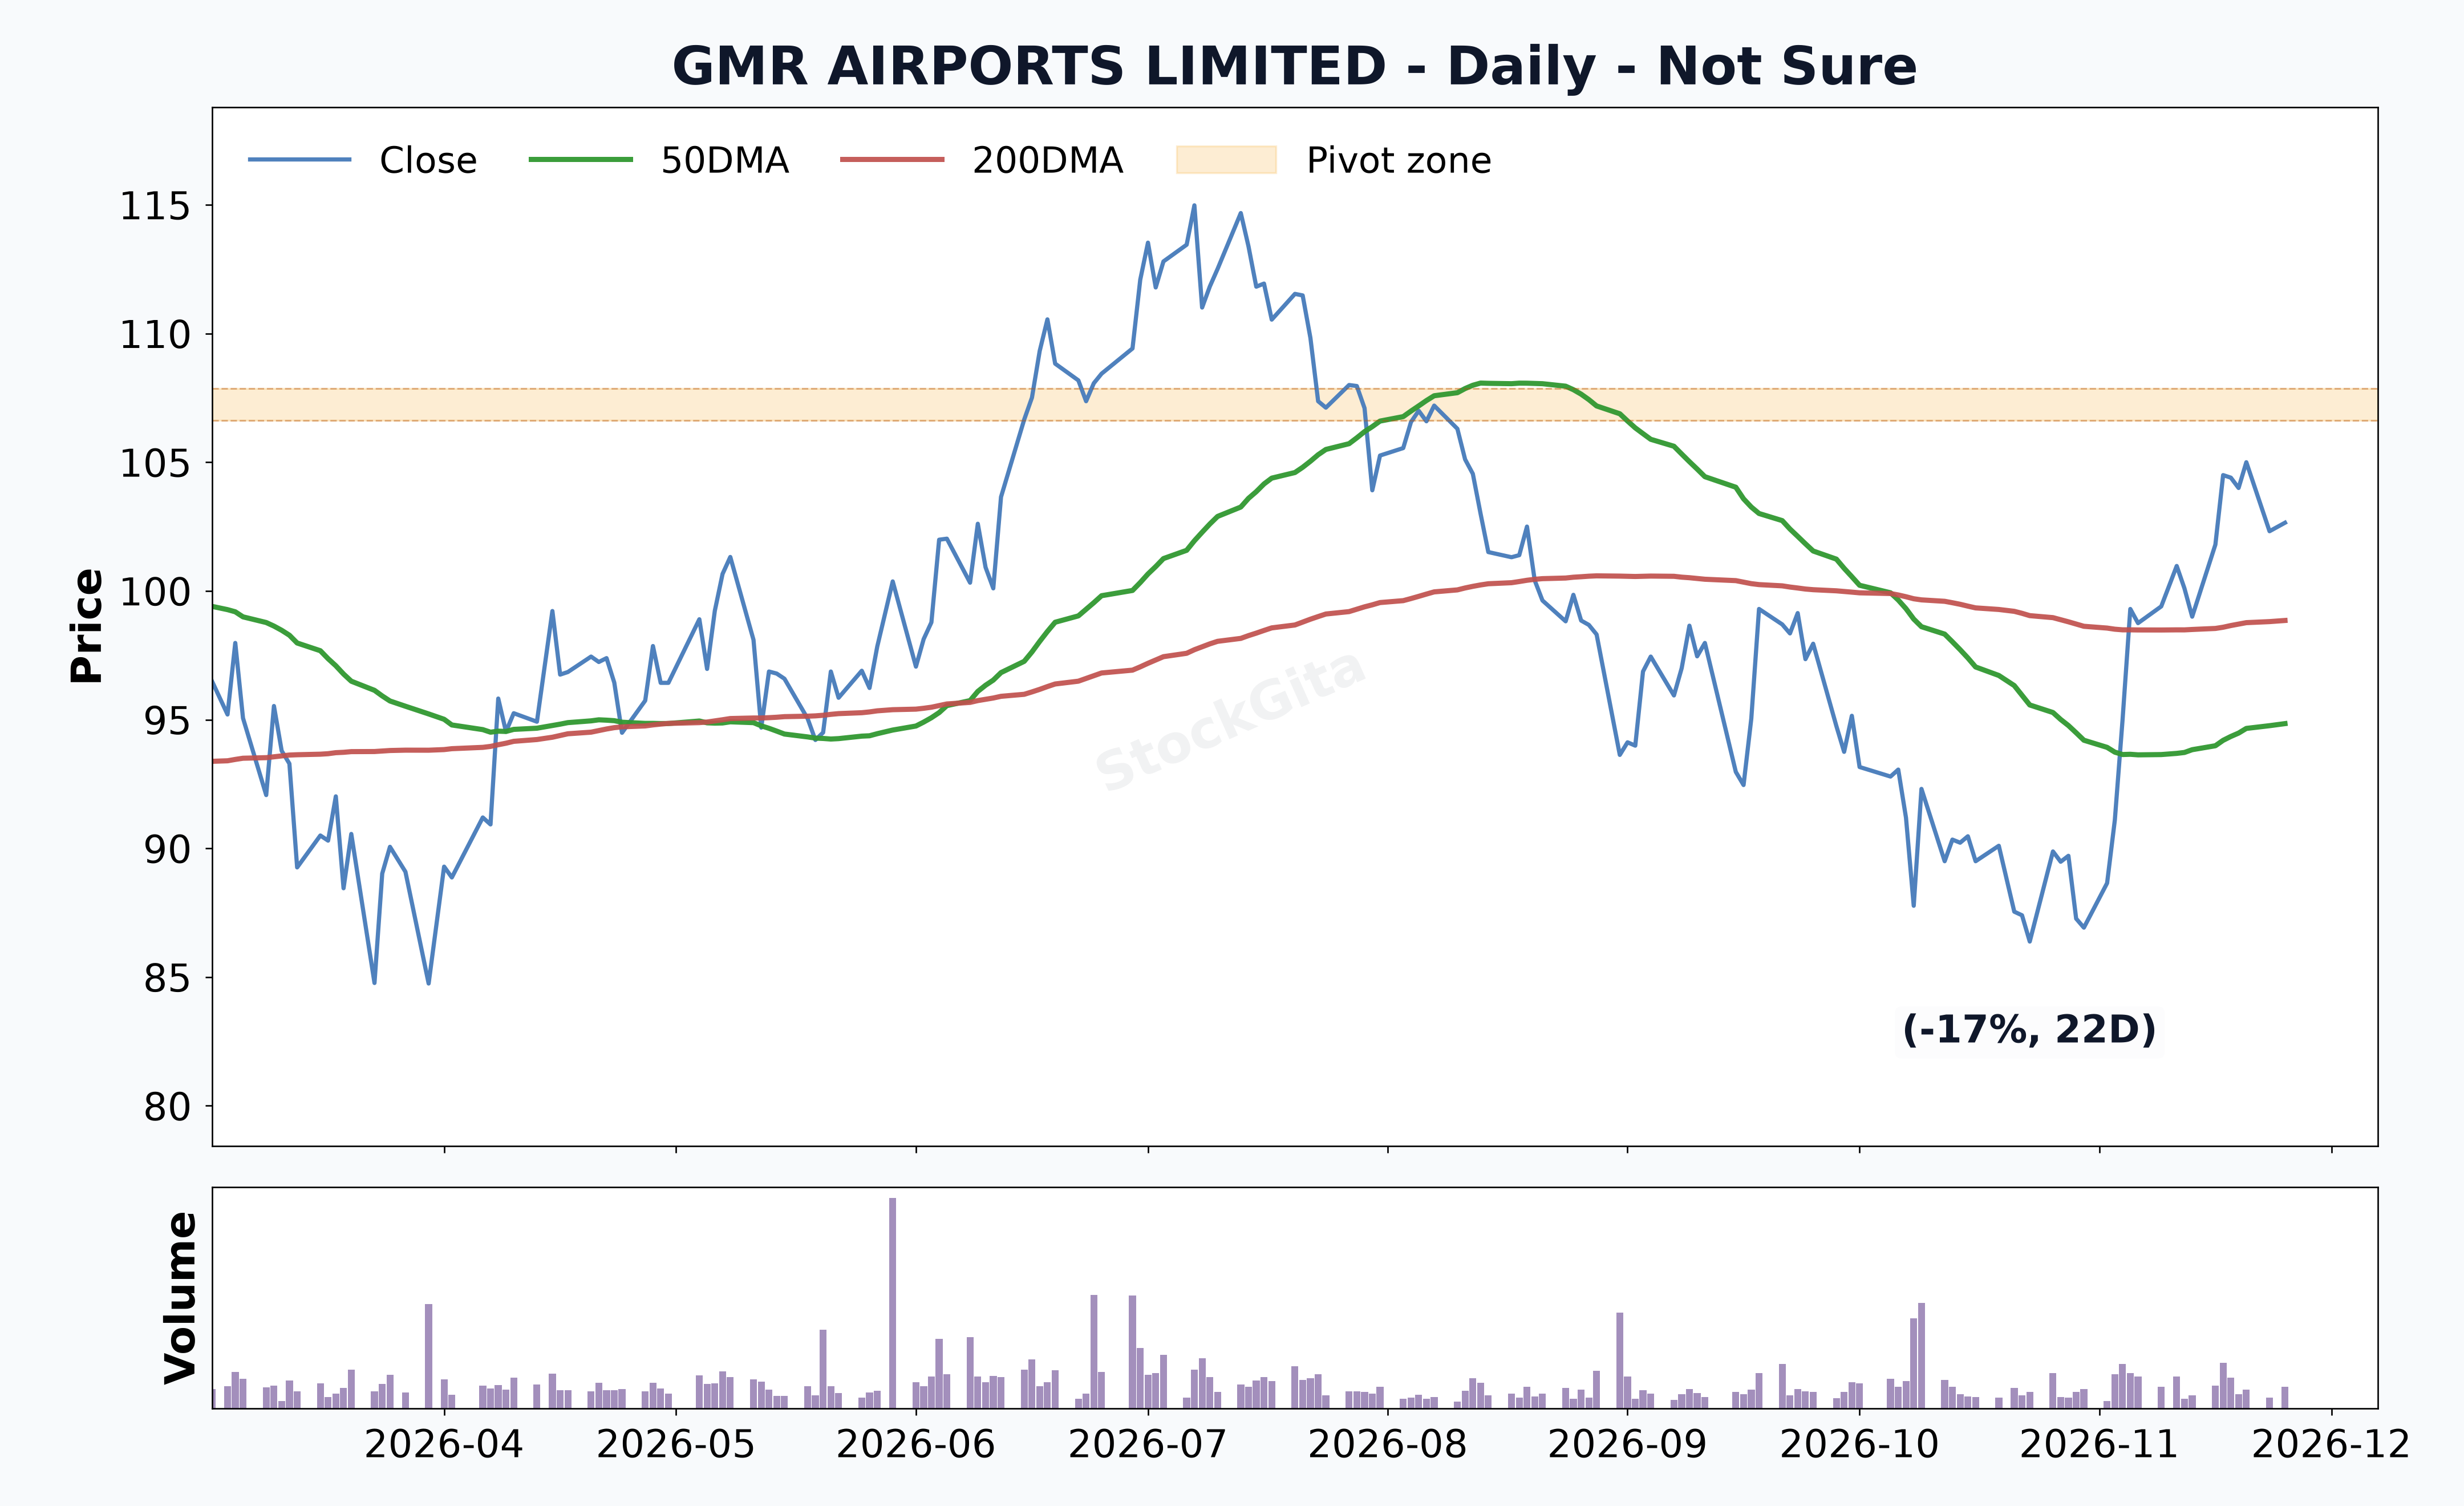 GMR AIRPORTS LIMITED - Daily - Not Sure
Close 50DMA 200DMA Pivot zone
115
110
105
100
95
90
85
80
Price
StockGita
(-17%, 22D)
Volume
2026-04 2026-05 2026-06 2026-07 2026-08 2026-09 2026-10 2026-11 2026-12